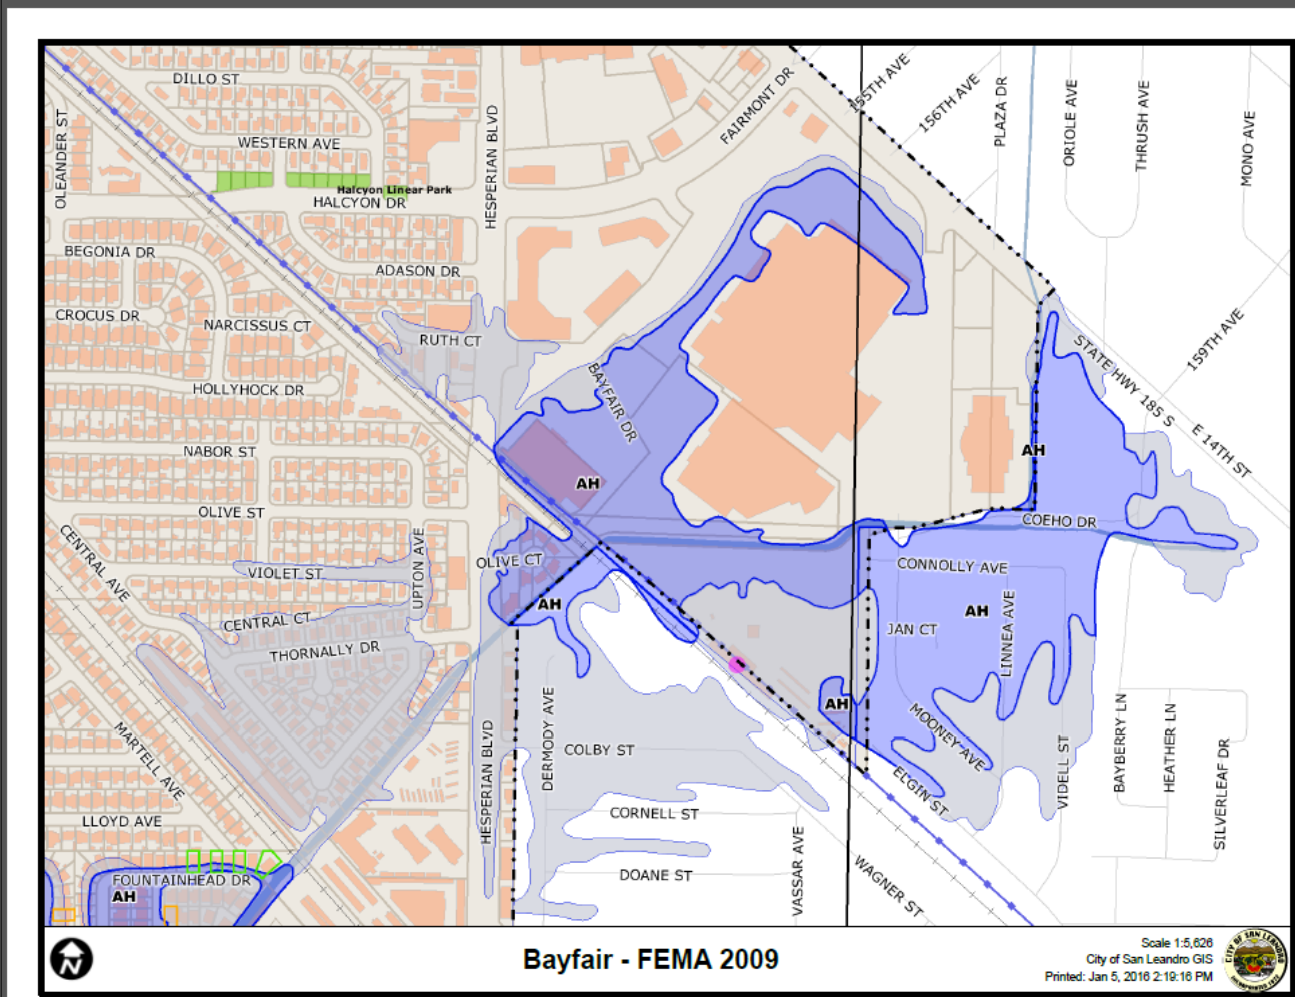 DILLO ST
WESTERN AVE
OLEANDER ST
Halcyon Linear Park
HALCYON DR
HESPERIAN BLVD
FAIRMONT DR
155TH AVE
156TH AVE
PLAZA DR
ORIOLE AVE
THRUSH AVE
MONO AVE
BEGONIA DR
ADASON DR
CROCUS DR
NARCISSUS CT
RUTH CT
HOLLYHOCK DR
BAYFAIR DR
159TH AVE
STATE HWY 185 S
E 14TH ST
NABOR ST
AH
AH
OLIVE ST
COEHO DR
CENTRAL AVE
UPTON AVE
VIOLET ST
OLIVE CT
CONNOLLY AVE
AH
AH
CENTRAL CT
JAN CT
LINNEA AVE
THORNALLY DR
AH
DERMODY AVE
MOONEY AVE
COLBY ST
HESPERIAN BLVD
ELGIN ST
VIDELL ST
BAYBERRY LN
HEATHER LN
SILVERLEAF DR
MARTELL AVE
CORNELL ST
LLOYD AVE
VASSAR AVE
WAGNER ST
DOANE ST
FOUNTAINHEAD DR
AH
N
Bayfair - FEMA 2009
Scale 1:5,626
City of San Leandro GIS
Printed: Jan 5, 2016 2:19:16 PM
CITY OF SAN LEANDRO